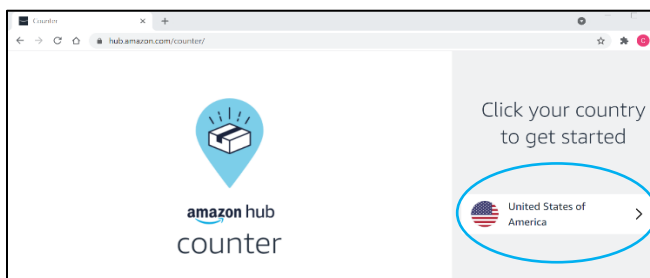 Counter
hub.amazon.com/counter/
Click your country
to get started
United States of
America
amazon hub
counter
C